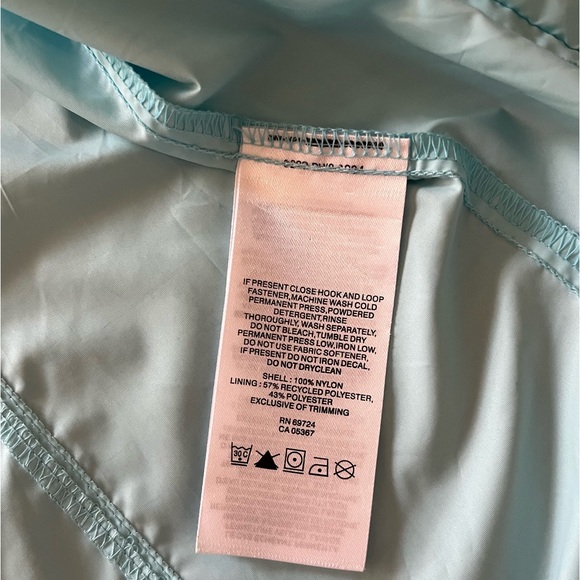 IF PRESENT CLOSE HOOK AND LOOP
FASTENER,MACHINE WASH COLD
PERMANENT PRESS,POWDERED
DETERGENT,RINSE
THOROUGHLY, WASH SEPARATELY,
DO NOT BLEACH,TUMBLE DRY
PERMANENT PRESS LOW,IRON LOW,
DO NOT USE FABRIC SOFTENER,
IF PRESENT DO NOT IRON DECAL,
DO NOT DRYCLEAN
SHELL : 100% NYLON
LINING : 57% RECYCLED POLYESTER,
43% POLYESTER
EXCLUSIVE OF TRIMMING
RN 69724
CA 05367
30 C